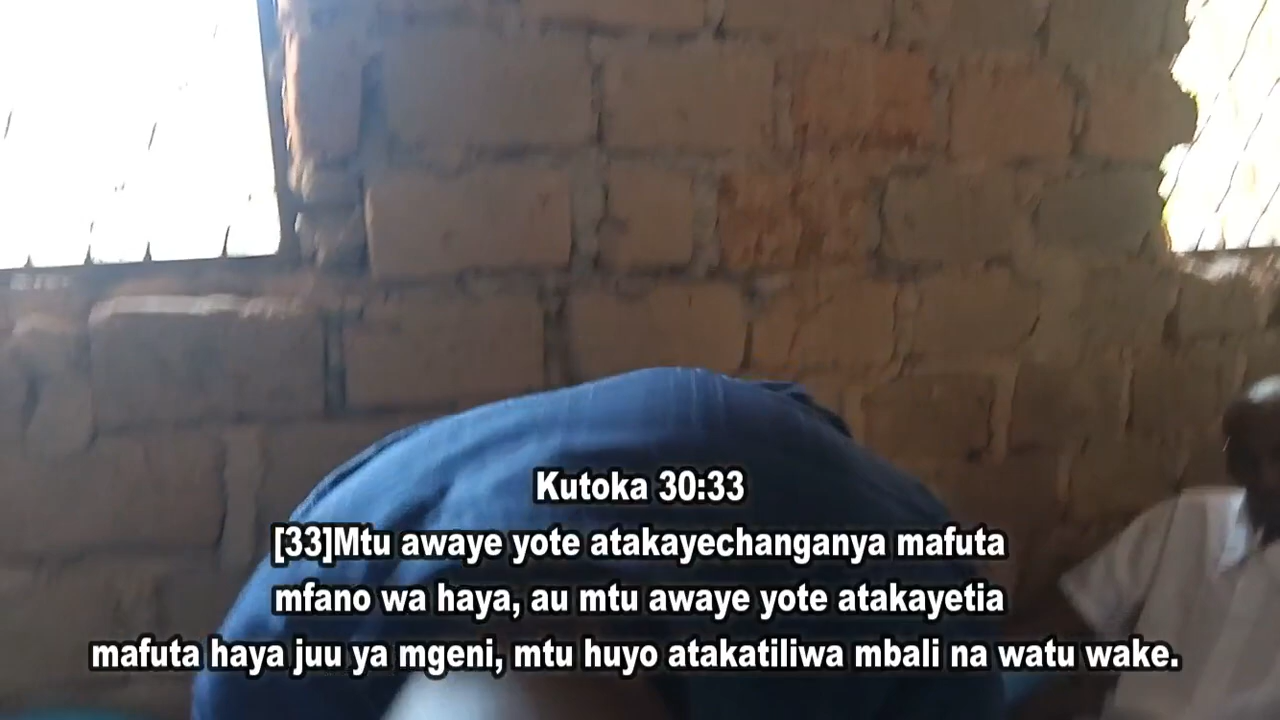 Kutoka 30:33
[33]Mtu awaye yote atakayechanganya mafuta
mfano wa haya, au mtu awaye yote atakayetia
mafuta haya juu ya mgeni, mtu huyo atakatiliwa mbali na watu wake.